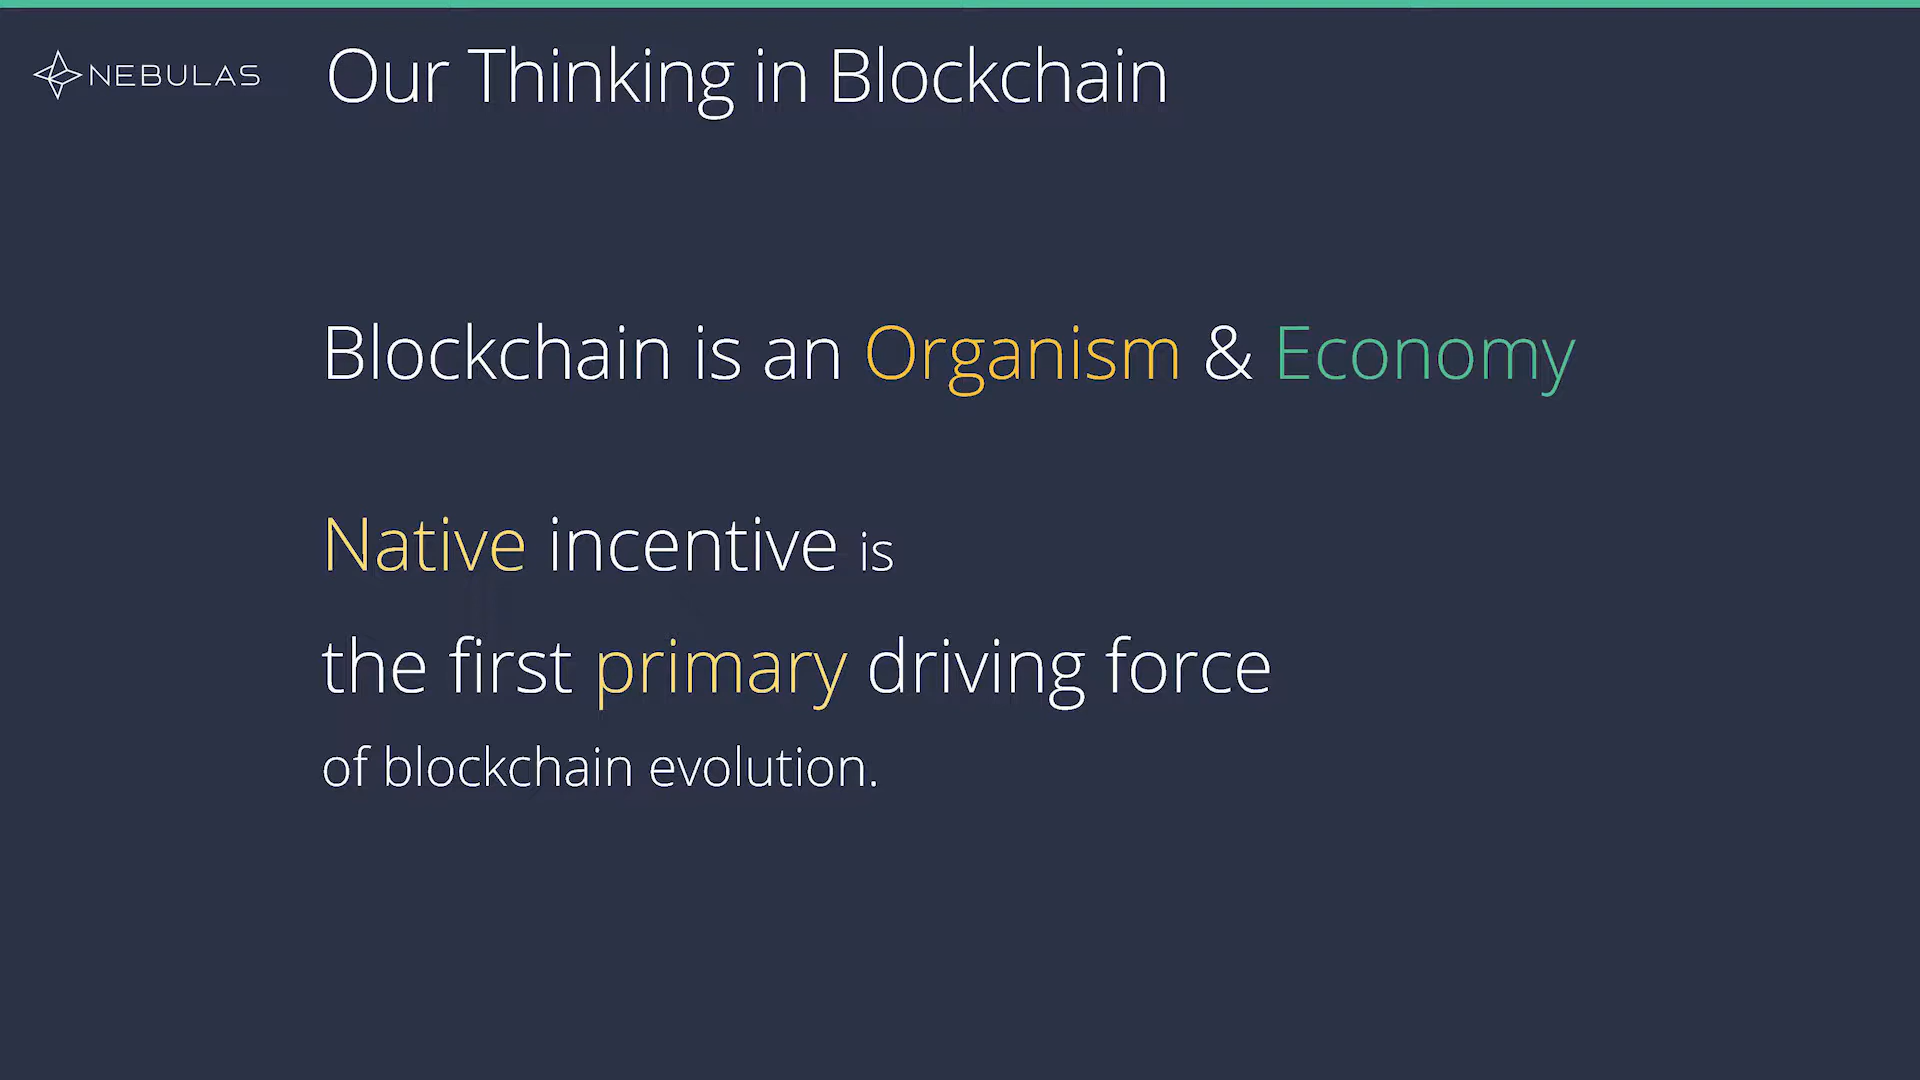 NEBULAS
Our Thinking in Blockchain
Blockchain is an Organism & Economy
Native incentive is
the first primary driving force
of blockchain evolution.